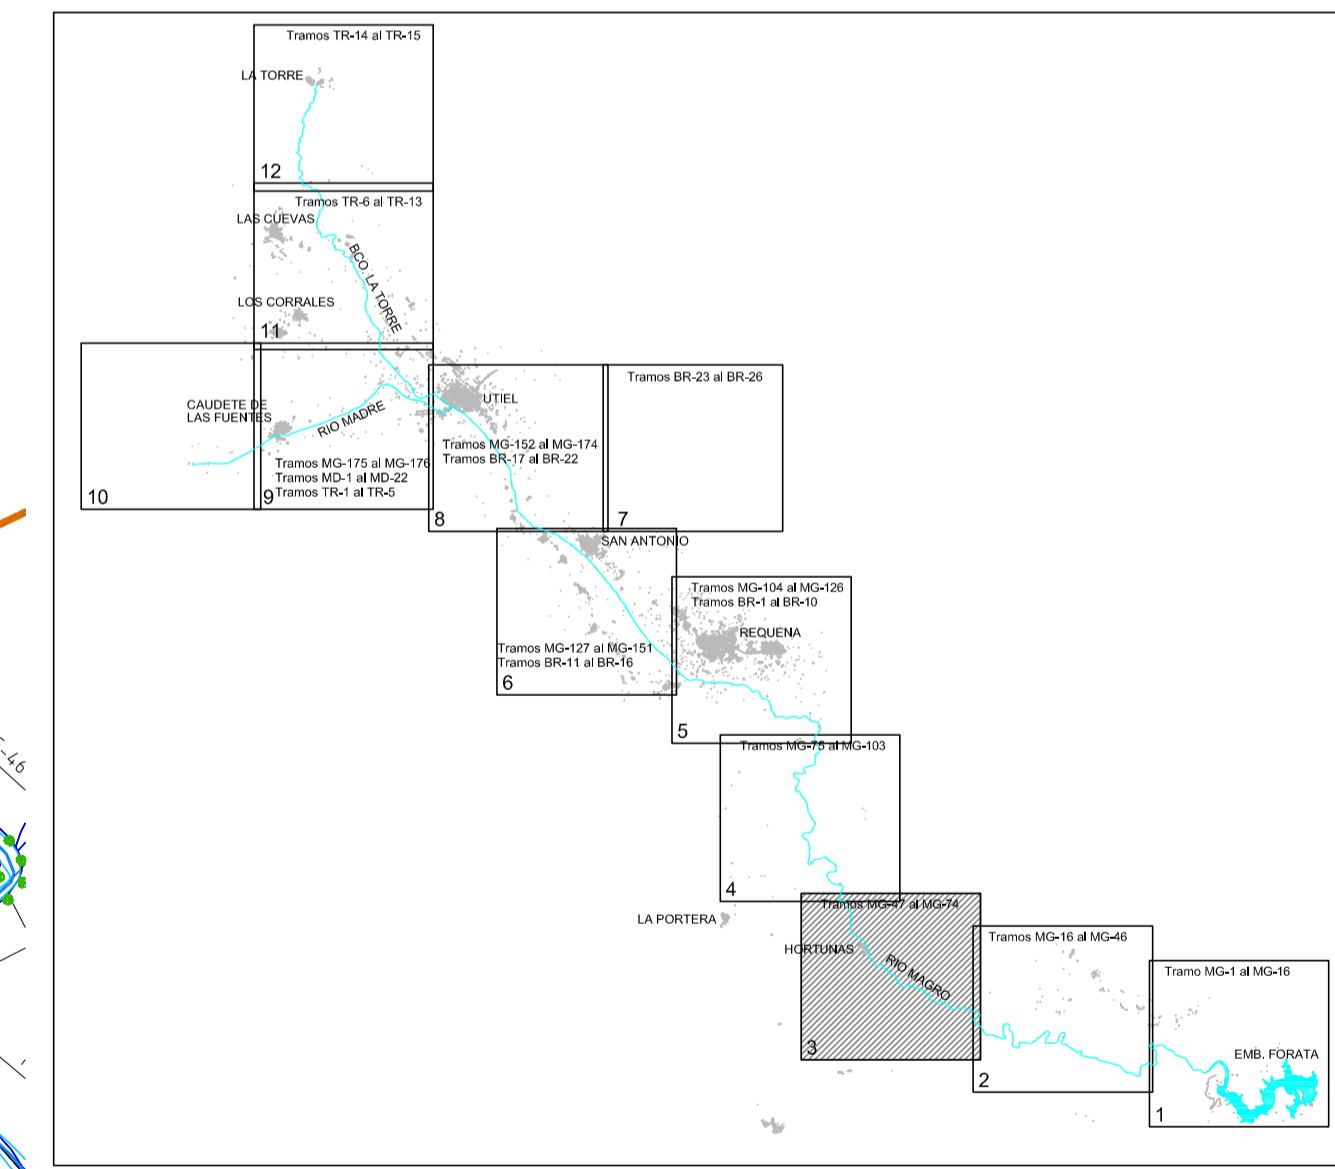 Tramos TR-14 al TR-15
LA TORRE
12
Tramos TR-6 al TR-13
LAS CUEVAS
BCO. LA TORRE
LOS CORRALES
11
Tramos BR-23 al BR-26
UTIEL
CAUDETE DE
LAS FUENTES
RIO MADRE
Tramos MG-152 al MG-174
Tramos BR-17 al BR-22
Tramos MG-175 al MG-176
Tramos MD-1 al MD-22
Tramos TR-1 al TR-5
10
9
8
7
SAN ANTONIO
Tramos MG-104 al MG-126
Tramos BR-1 al BR-10
REQUENA
Tramos MG-127 al MG-151
Tramos BR-11 al BR-16
6
5
Tramos MG-75 al MG-103
4
Tramos MG-47 al MG-74
LA PORTERA
HORTUNAS
RIO MAGRO
Tramos MG-16 al MG-46
Tramo MG-1 al MG-16
3
EMB. FORATA
2
1
-46